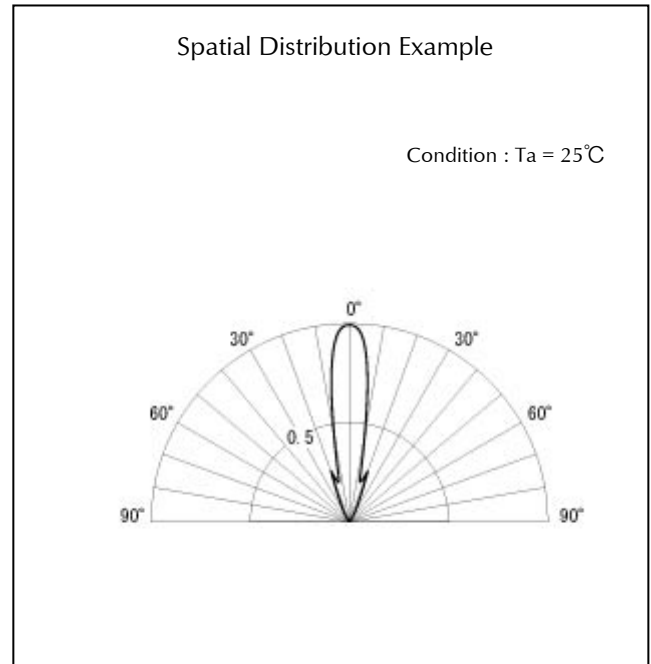 Spatial Distribution Example
Condition : Ta = 25℃
0°
30° 30°
60° 60°
0. 5
90° 90°